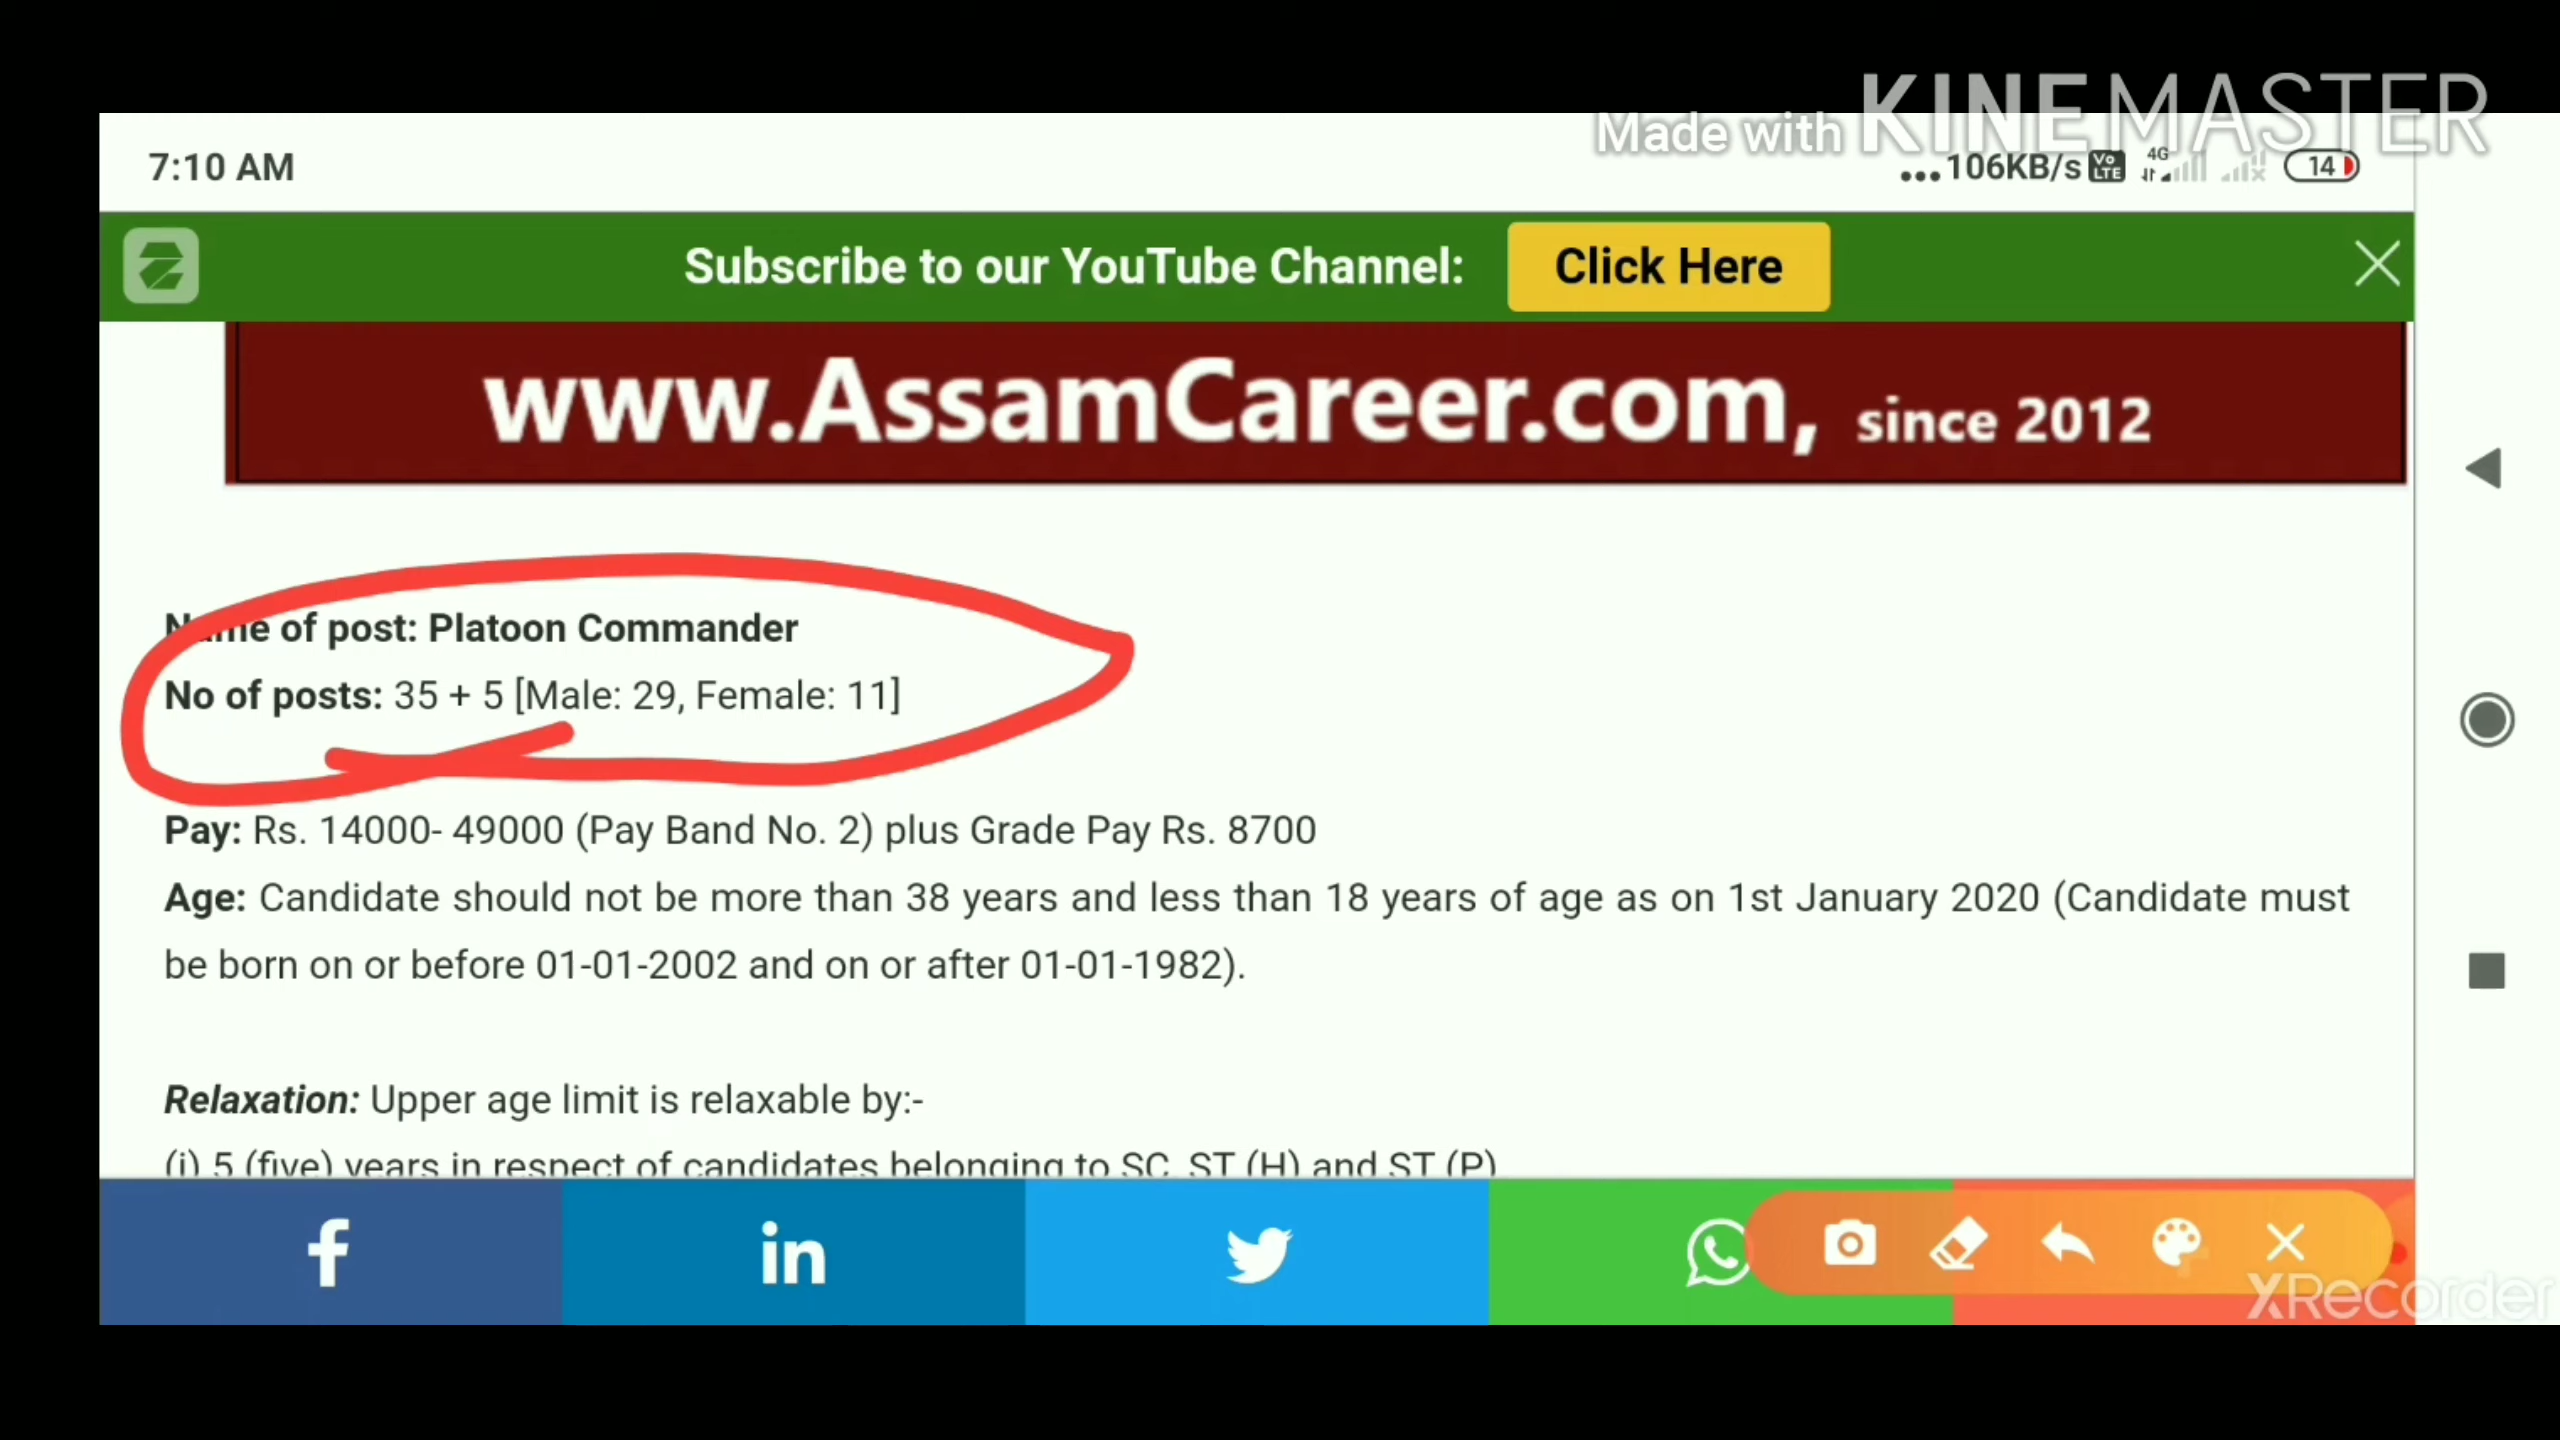 Made with KINEMASTER
7:10 AM
...106KB/s Vo LTE 4G 14
Subscribe to our YouTube Channel: Click Here
www.AssamCareer.com, since 2012
Name of post: Platoon Commander
No of posts: 35 + 5 [Male: 29, Female: 11]
Pay: Rs. 14000- 49000 (Pay Band No. 2) plus Grade Pay Rs. 8700
Age: Candidate should not be more than 38 years and less than 18 years of age as on 1st January 2020 (Candidate must
be born on or before 01-01-2002 and on or after 01-01-1982).
Relaxation: Upper age limit is relaxable by:-
(i) 5 (five) years in respect of candidates belonging to SC, ST (H) and ST (P)
f in
XRecorder